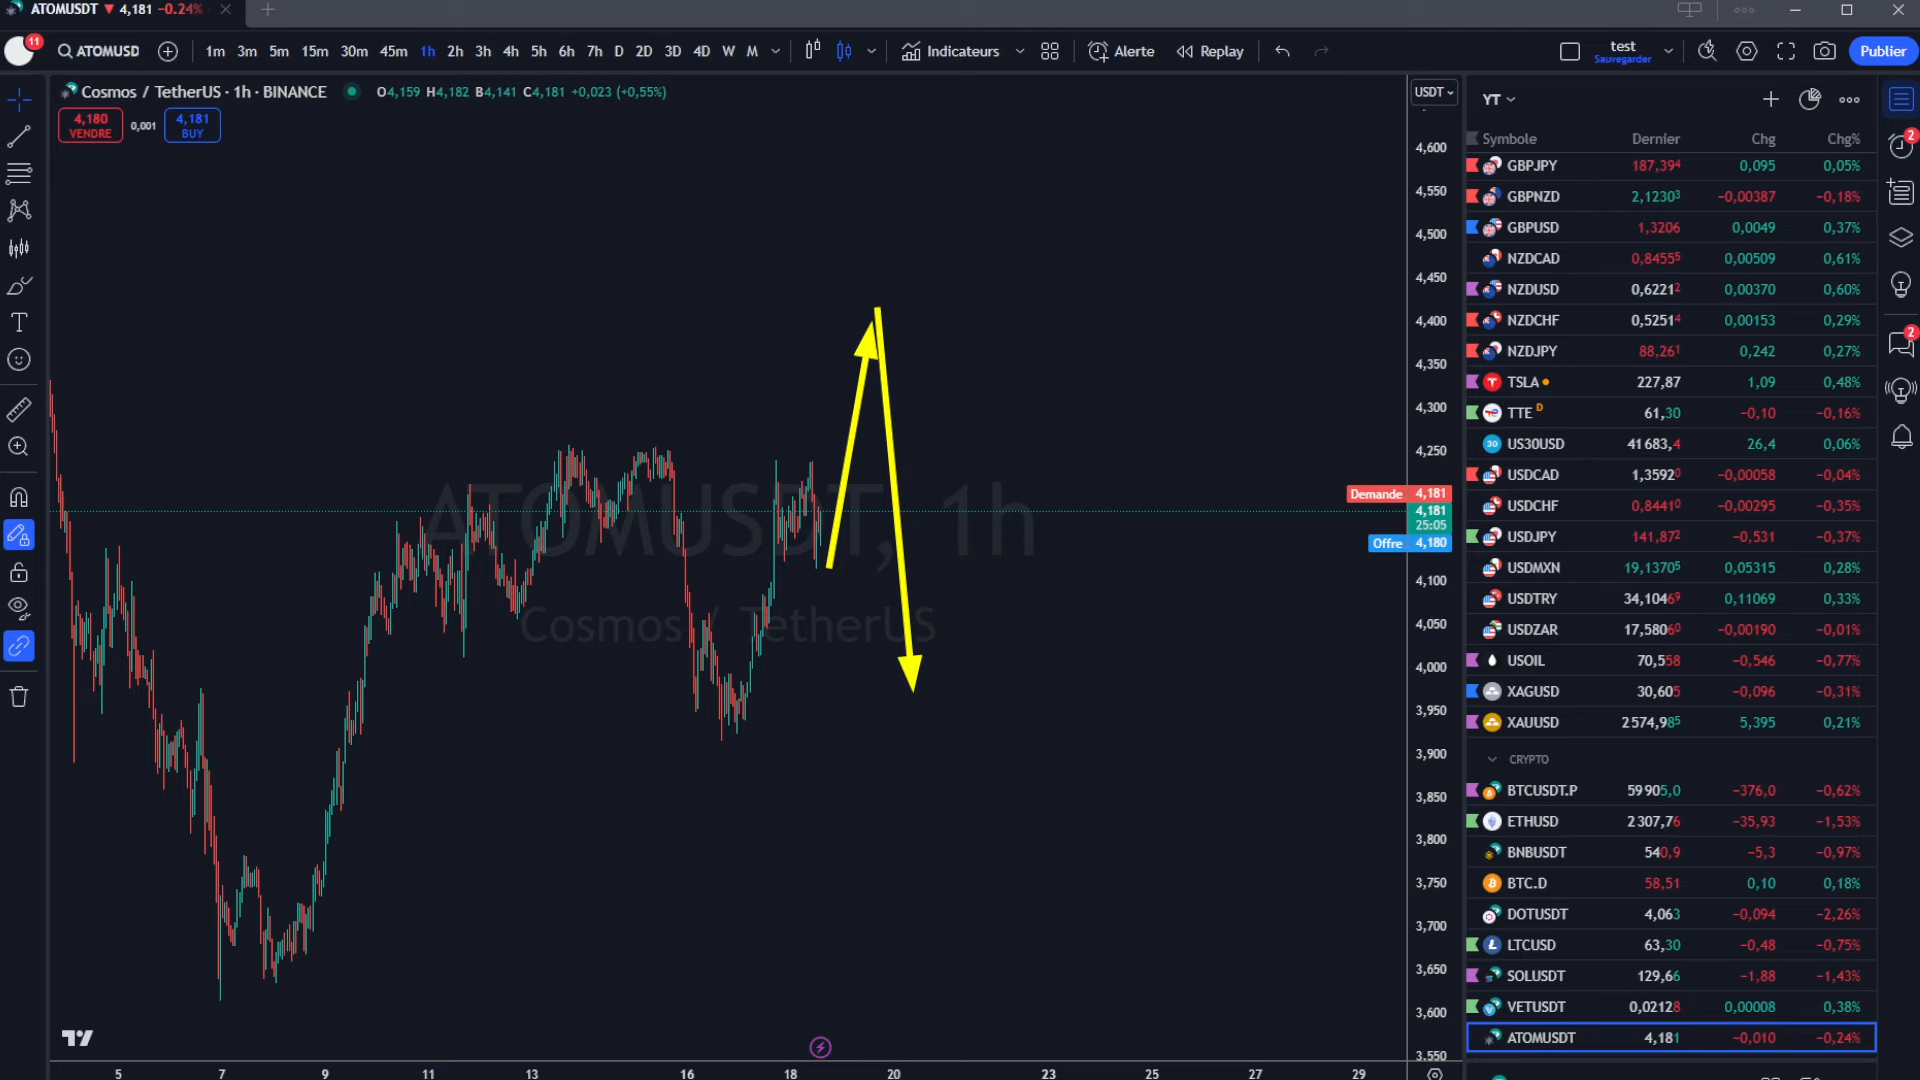 ATOMUSDT ▼ 4,181 −0.24%
11
ATOMUSD 1m 3m 5m 15m 30m 45m 1h 2h 3h 4h 5h 6h 7h D 2D 3D 4D W M Indicateurs Alerte Replay test Sauvegarder Publier
Cosmos / TetherUS · 1h · BINANCE O4,159 H4,182 B4,141 C4,181 +0,023 (+0,55%)
4,180 VENDRE 0,001 4,181 BUY
ATOMUSDT, 1h
Cosmos / TetherUS
USDT
4,600
4,550
4,500
4,450
4,400
4,350
4,300
4,250
Demande 4,181
4,181
25:05
Offre 4,180
4,100
4,050
4,000
3,950
3,900
3,850
3,800
3,750
3,700
3,650
3,600
3,550
5 7 9 11 13 16 18 20 23 25 27 29
YT
Symbole Dernier Chg Chg%
GBPJPY 187,394 0,095 0,05%
GBPNZD 2,12303 −0,00387 −0,18%
GBPUSD 1,3206 0,0049 0,37%
NZDCAD 0,84555 0,00509 0,61%
NZDUSD 0,62212 0,00370 0,60%
NZDCHF 0,52514 0,00153 0,29%
NZDJPY 88,261 0,242 0,27%
TSLA 227,87 1,09 0,48%
TTE D 61,30 −0,10 −0,16%
US30USD 41 683,4 26,4 0,06%
USDCAD 1,35920 −0,00058 −0,04%
USDCHF 0,84410 −0,00295 −0,35%
USDJPY 141,872 −0,531 −0,37%
USDMXN 19,13705 0,05315 0,28%
USDTRY 34,10469 0,11069 0,33%
USDZAR 17,58060 −0,00190 −0,01%
USOIL 70,558 −0,546 −0,77%
XAGUSD 30,605 −0,096 −0,31%
XAUUSD 2 574,985 5,395 0,21%
CRYPTO
BTCUSDT.P 59 905,0 −376,0 −0,62%
ETHUSD 2 307,76 −35,93 −1,53%
BNBUSDT 540,9 −5,3 −0,97%
BTC.D 58,51 0,10 0,18%
DOTUSDT 4,063 −0,094 −2,26%
LTCUSD 63,30 −0,48 −0,75%
SOLUSDT 129,66 −1,88 −1,43%
VETUSDT 0,02128 0,00008 0,38%
ATOMUSDT 4,181 −0,010 −0,24%
2
2